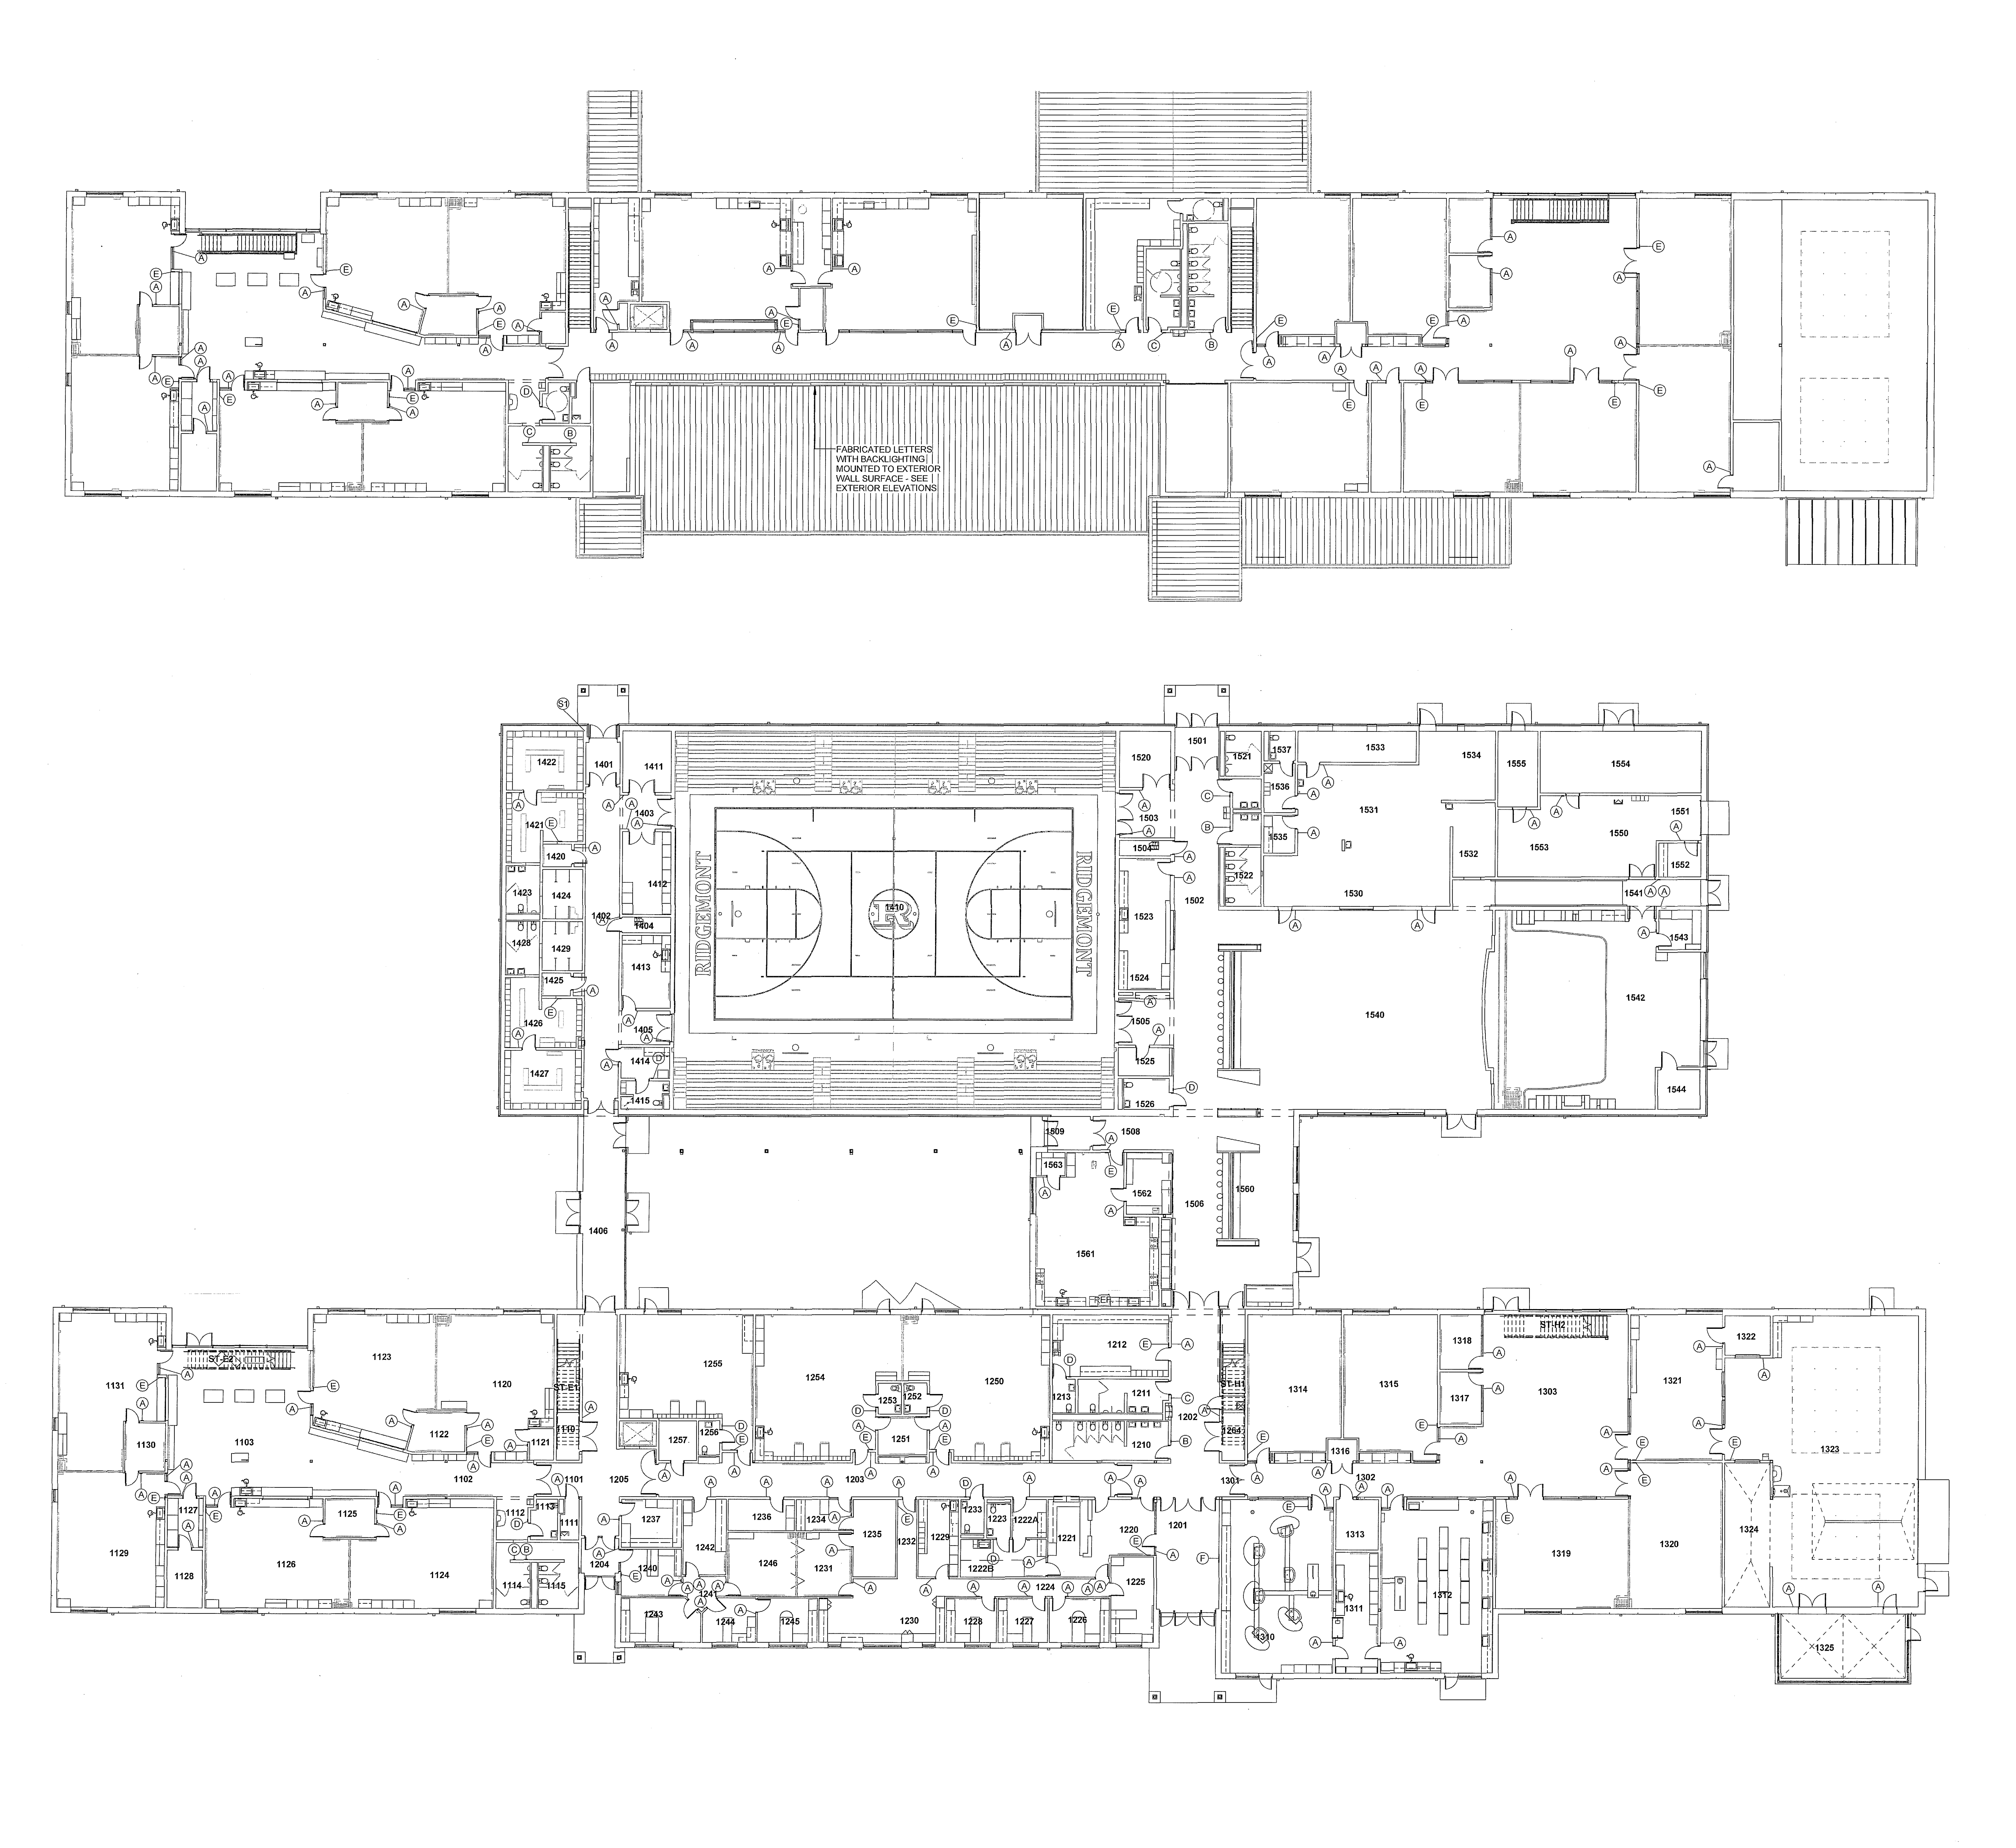 E
A
E
A
E
A
A
A
E
A
A
A
A
E
A
A
A
E
A
A
E
A
A
A
E
A
E
A
A
A
A
A
E
D
C
B
A
A
A
A
A
A
E
A
E
A
E
A
C
B
E
A
A
E
A
A
A
A
E
A
A
E
A
A
E
A
E
E
A
FABRICATED LETTERS
WITH BACKLIGHTING
MOUNTED TO EXTERIOR
WALL SURFACE - SEE
EXTERIOR ELEVATIONS
S1
1422
1401
1411
1520
1501
1521
1537
1533
1534
1555
1554
1421
1403
1503
1504
1536
1535
1531
1532
1550
1551
1553
1552
1420
1423
1424
1412
1402
1404
1428
1429
1413
1425
1426
1405
1414
1427
1415
RIDGEMONT
1410
R
RIDGEMONT
1523
1524
1502
1522
1530
1541
1543
1542
1540
1505
1525
1526
1544
1509
1508
1563
1562
1506
1560
1561
REF
1406
1131
ST-E2
1123
1120
ST-E1
1110
1255
1254
1250
1253
1252
1212
1213
1211
1202
ST-H1
1264
1314
1315
1318
1317
ST-H2
1303
1321
1322
1323
1130
1103
1122
1121
1257
1256
1251
1210
1316
1102
1101
1205
1203
1301
1302
1127
1125
1112
1113
1111
1237
1236
1234
1235
1232
1229
1233
1223
1222A
1221
1220
1201
1313
1319
1320
1324
1129
1128
1126
1124
1114
1115
1204
1240
1242
1246
1231
1222B
1224
1225
1311
1312
1310
1243
1244
1245
1230
1228
1227
1226
1325